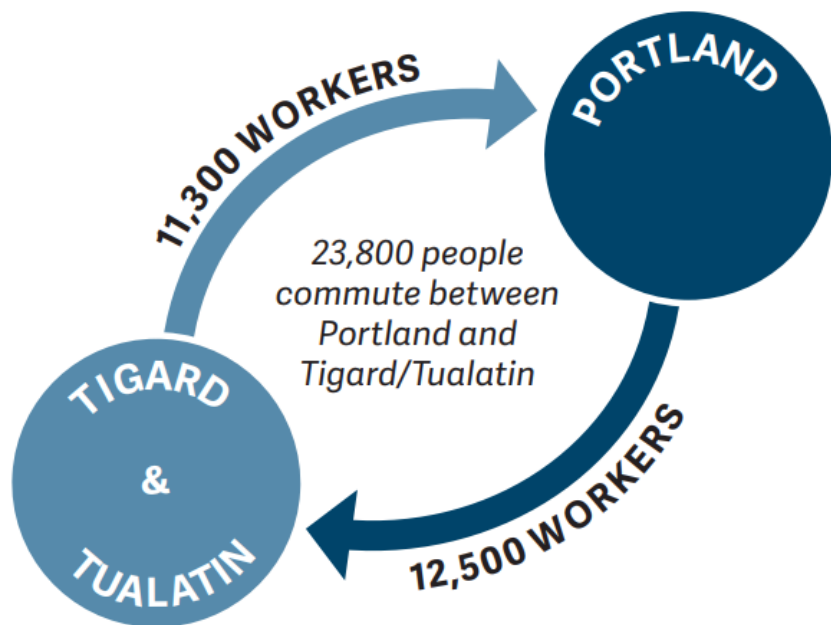 PORTLAND
11,300 WORKERS
23,800 people
commute between
Portland and
Tigard/Tualatin
TIGARD
&
TUALATIN
12,500 WORKERS